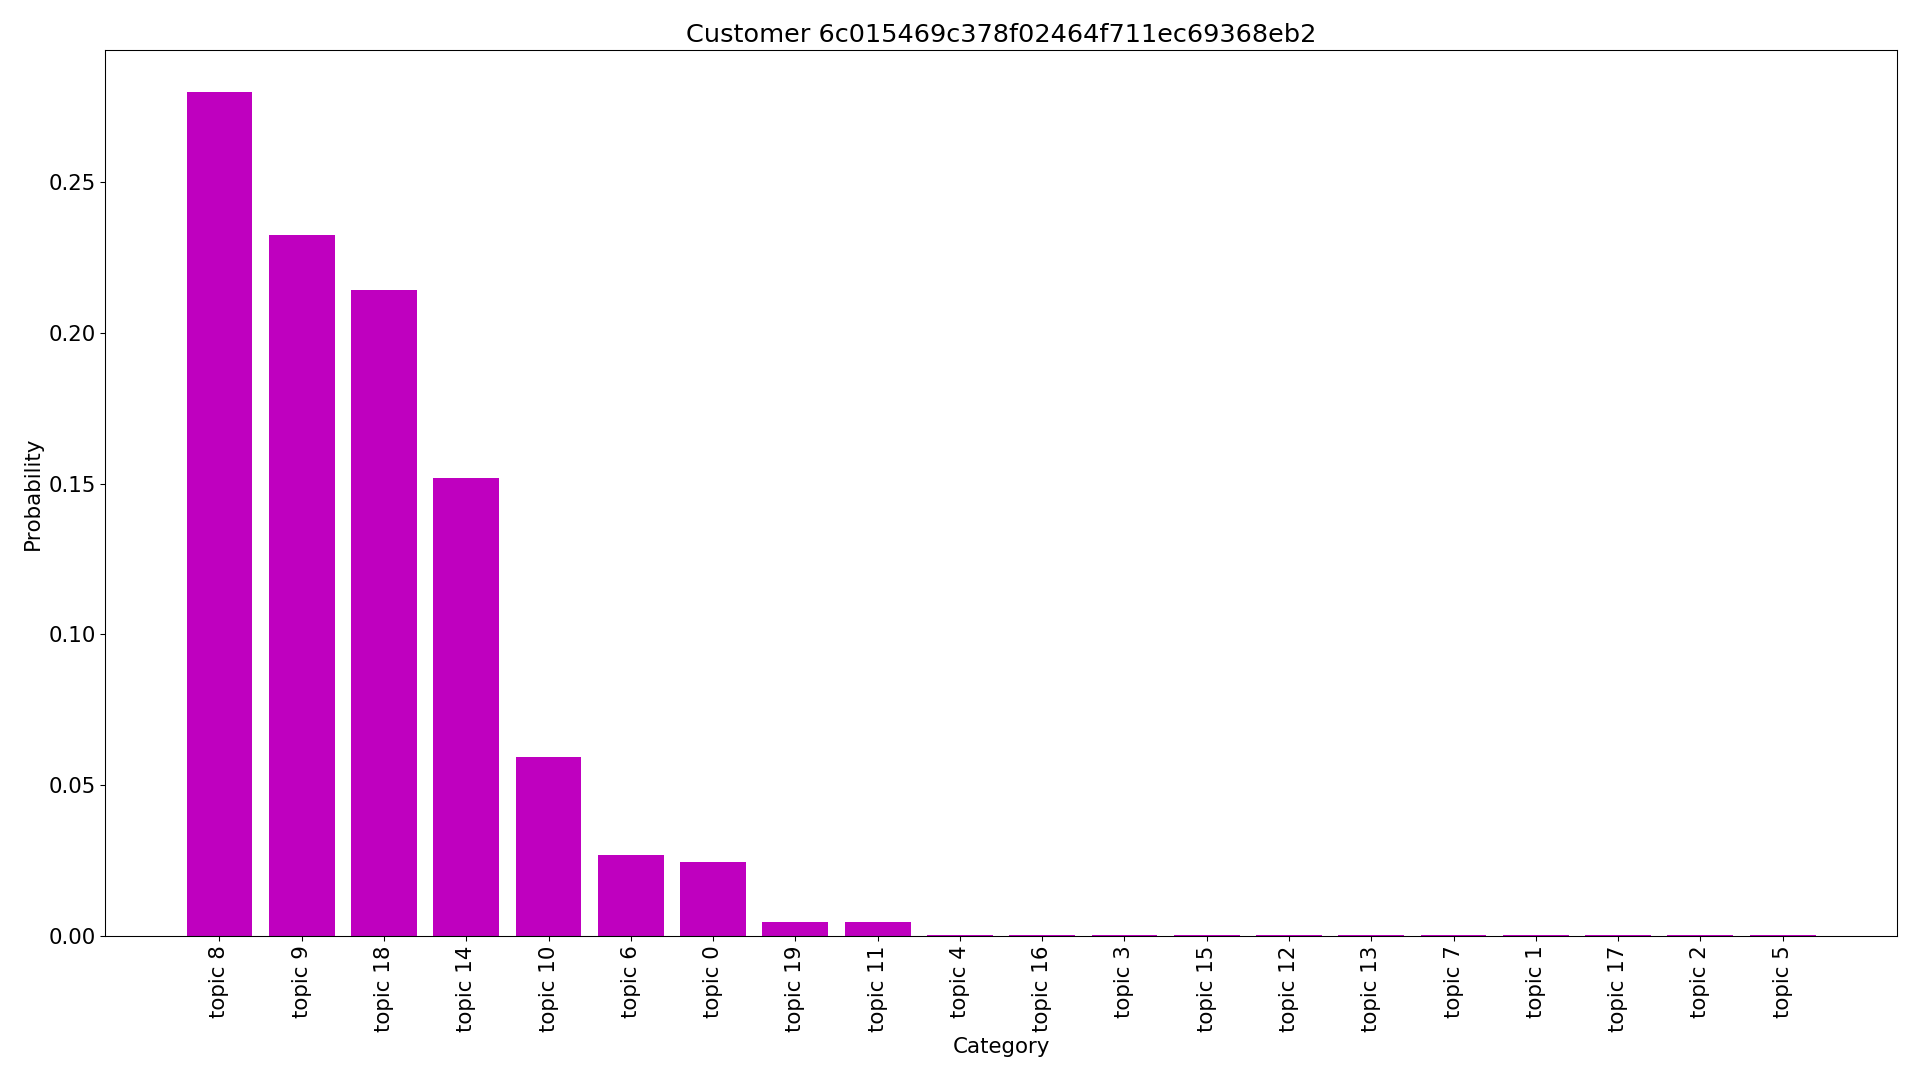 Customer 6c015469c378f02464f711ec69368eb2
Probability
0.25
0.20
0.15
0.10
0.05
0.00
topic 8
topic 9
topic 18
topic 14
topic 10
topic 6
topic 0
topic 19
topic 11
topic 4
topic 16
topic 3
topic 15
topic 12
topic 13
topic 7
topic 1
topic 17
topic 2
topic 5
Category